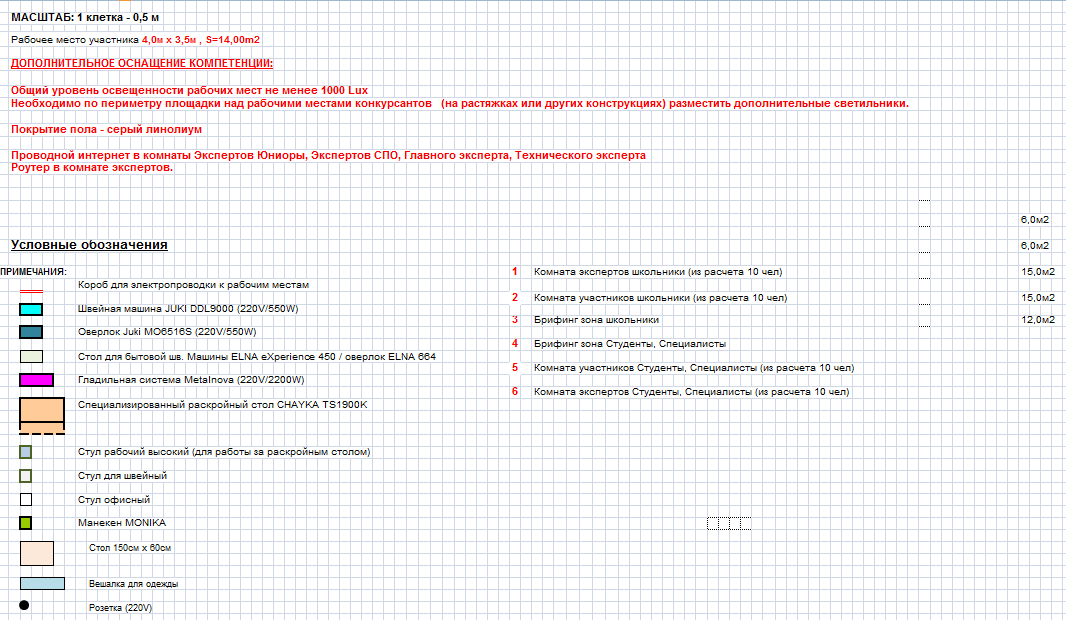 МАСШТАБ: 1 клетка - 0,5 м
Рабочее место участника 4,0м х 3,5м , S=14,00m2
ДОПОЛНИТЕЛЬНОЕ ОСНАЩЕНИЕ КОМПЕТЕНЦИИ:
Общий уровень освещенности рабочих мест не менее 1000 Lux
Необходимо по периметру площадки над рабочими местами конкурсантов (на растяжках или других конструкциях) разместить дополнительные светильники.
Покрытие пола - серый линолиум
Проводной интернет в комнаты Экспертов Юниоры, Экспертов СПО, Главного эксперта, Технического эксперта
Роутер в комнате экспертов.
6,0м2
Условные обозначения
6,0м2
ПРИМЕЧАНИЯ:
1 Комната экспертов школьники (из расчета 10 чел) 15,0м2
Короб для электропроводки к рабочим местам
2 Комната участников школьники (из расчета 10 чел) 15,0м2
Швейная машина JUKI DDL9000 (220V/550W)
3 Брифинг зона школьники 12,0м2
Оверлок Juki MO6516S (220V/550W)
4 Брифинг зона Студенты, Специалисты
Стол для бытовой шв. Машины ELNA eXperience 450 / оверлок ELNA 664
5 Комната участников Студенты, Специалисты (из расчета 10 чел)
Гладильная система Metalnova (220V/2200W)
6 Комната экспертов Студенты, Специалисты (из расчета 10 чел)
Специализированный раскройный стол CHAYKA TS1900K
Стул рабочий высокий (для работы за раскройным столом)
Стул для швейный
Стул офисный
Манекен MONIKA
Стол 150см х 60см
Вешалка для одежды
Розетка (220V)